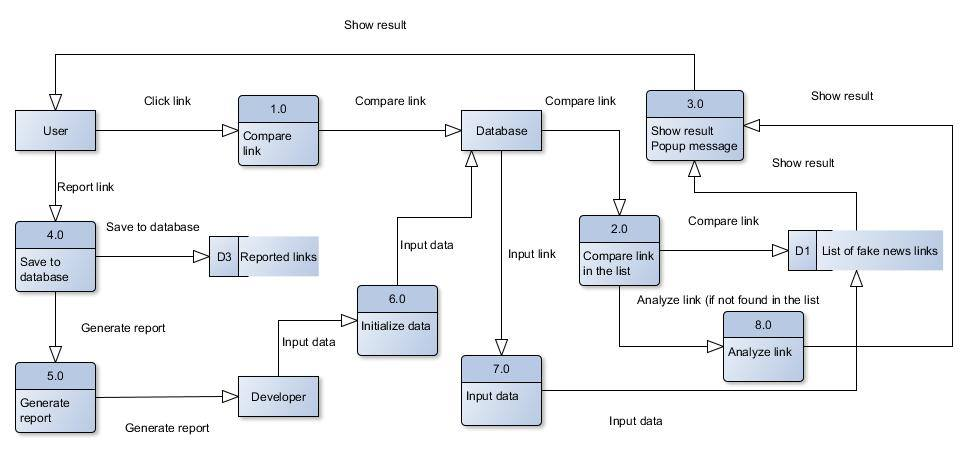 Show result
Click link
Compare link
Compare link
Show result
1.0
Compare
link
User
Database
3.0
Show result
Popup message
Show result
Report link
4.0
Save to
database
Save to database
D3 Reported links
Input data
Input link
2.0
Compare link
in the list
Compare link
D1 List of fake news links
Analyze link (if not found in the list
6.0
Initialize data
8.0
Analyze link
Generate report
Input data
5.0
Generate
report
Developer
Generate report
7.0
Input data
Input data